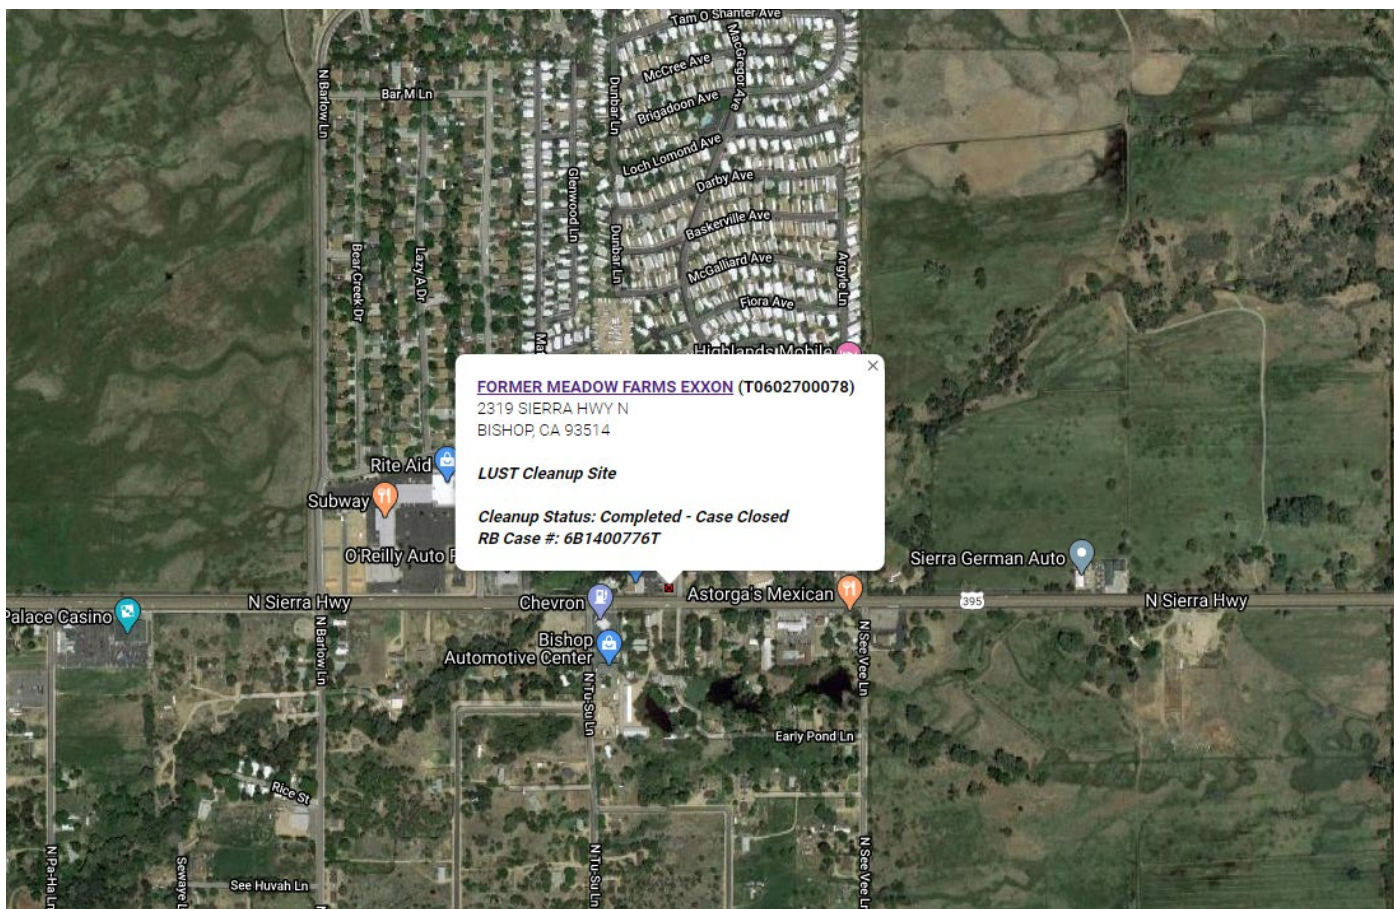 Tam O Shanter Ave
MacGregor Ave
McCree Ave
N Barlow Ln
Dunbar Ln
Bar M Ln
Brigadoon Ave
Loch Lomond Ave
Darby Ave
Glenwood Ln
Baskerville Ave
Dunbar Ln
Bear Creek Dr
Lazy A Dr
McGalliard Ave
Argyle Ln
Fiora Ave
Ma
Highlands Mobile
FORMER MEADOW FARMS EXXON (T0602700078)
2319 SIERRA HWY N
BISHOP, CA 93514
LUST Cleanup Site
Cleanup Status: Completed - Case Closed
RB Case #: 6B1400776T
Rite Aid
Subway
O'Reilly Auto P
Sierra German Auto
N Sierra Hwy
Chevron
Astorga's Mexican
395
N Sierra Hwy
Palace Casino
N Barlow Ln
Bishop
Automotive Center
N See Vee Ln
N Tu-Su Ln
Early Pond Ln
Rice St
N Pa-Ha Ln
Sewaye L
See Huvah Ln
N Tu-Su Ln
N See Vee Ln